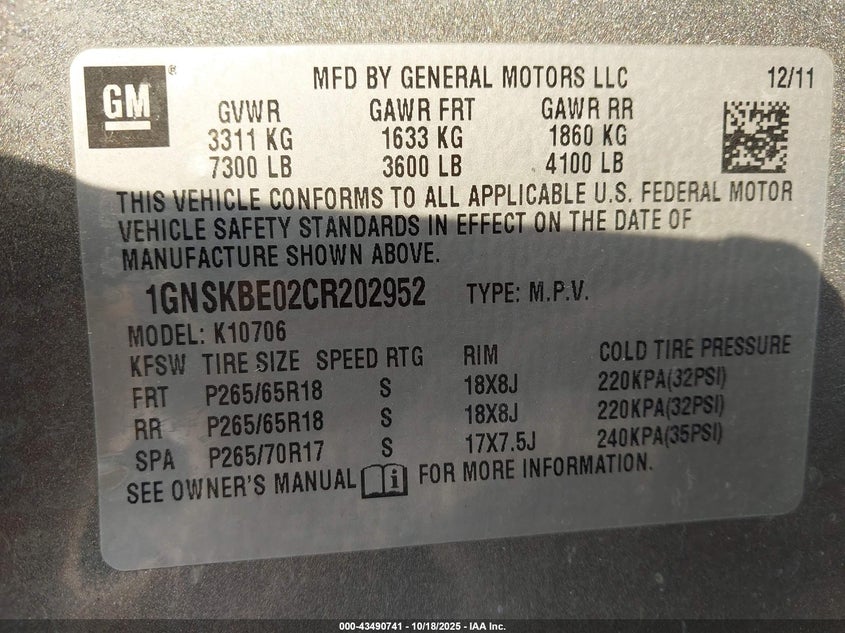 GM® MFD BY GENERAL MOTORS LLC 12/11
GVWR GAWR FRT GAWR RR
3311 KG 1633 KG 1860 KG
7300 LB 3600 LB 4100 LB
THIS VEHICLE CONFORMS TO ALL APPLICABLE U.S. FEDERAL MOTOR
VEHICLE SAFETY STANDARDS IN EFFECT ON THE DATE OF
MANUFACTURE SHOWN ABOVE.
1GNSKBE02CR202952 TYPE: M.P.V.
MODEL: K10706
KFSW TIRE SIZE SPEED RTG RIM COLD TIRE PRESSURE
FRT P265/65R18 S 18X8J 220KPA(32PSI)
RR P265/65R18 S 18X8J 220KPA(32PSI)
SPA P265/70R17 S 17X7.5J 240KPA(35PSI)
SEE OWNER'S MANUAL FOR MORE INFORMATION.
000-43490741 - 10/18/2025 - IAA Inc.